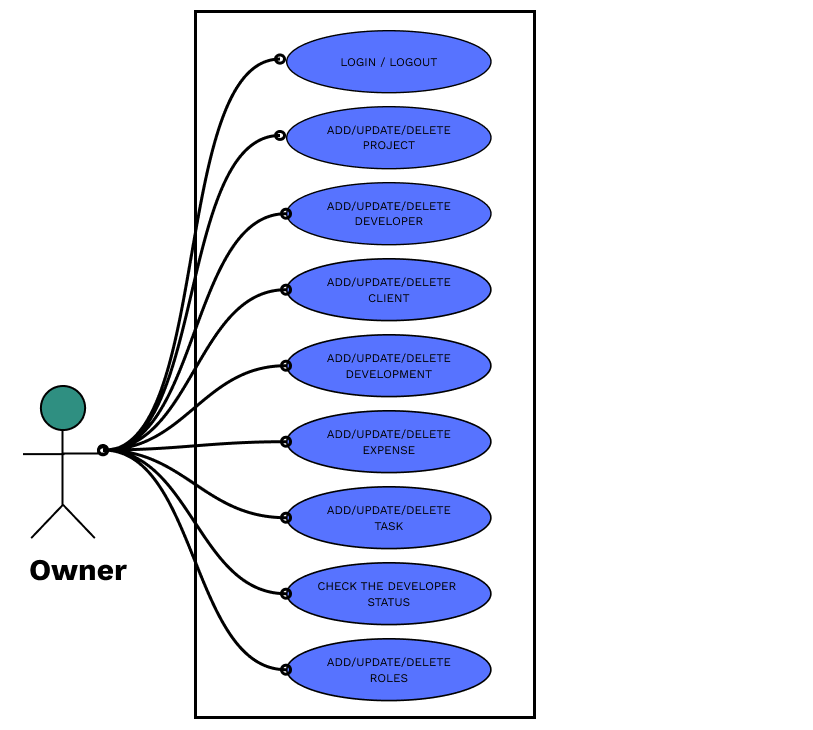 LOGIN / LOGOUT
ADD/UPDATE/DELETE
PROJECT
ADD/UPDATE/DELETE
DEVELOPER
ADD/UPDATE/DELETE
CLIENT
ADD/UPDATE/DELETE
DEVELOPMENT
ADD/UPDATE/DELETE
EXPENSE
ADD/UPDATE/DELETE
TASK
CHECK THE DEVELOPER
STATUS
ADD/UPDATE/DELETE
ROLES
Owner